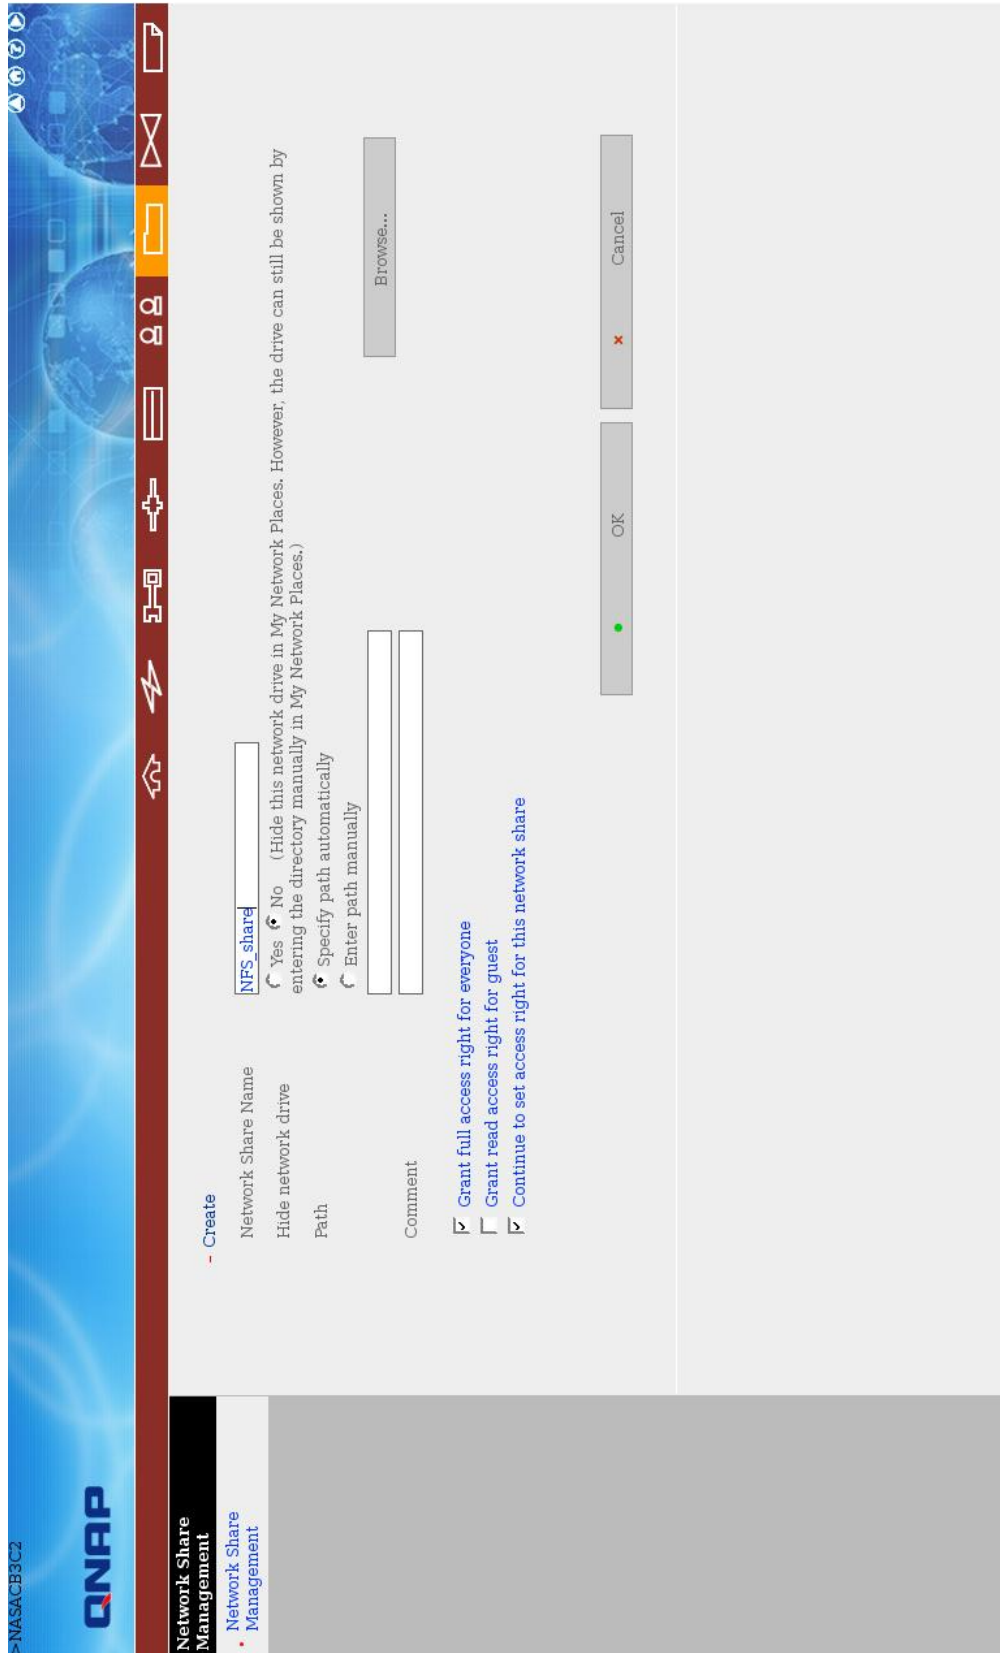 >NASACB3C2
QNAP
Network Share
Management
Network Share
Management
- Create
Network Share Name
NFS_share
Hide network drive
Yes No (Hide this network drive in My Network Places. However, the drive can still be shown by
entering the directory manually in My Network Places.)
Path
Specify path automatically
Enter path manually
Browse...
Comment
Grant full access right for everyone
Grant read access right for guest
Continue to set access right for this network share
OK
Cancel